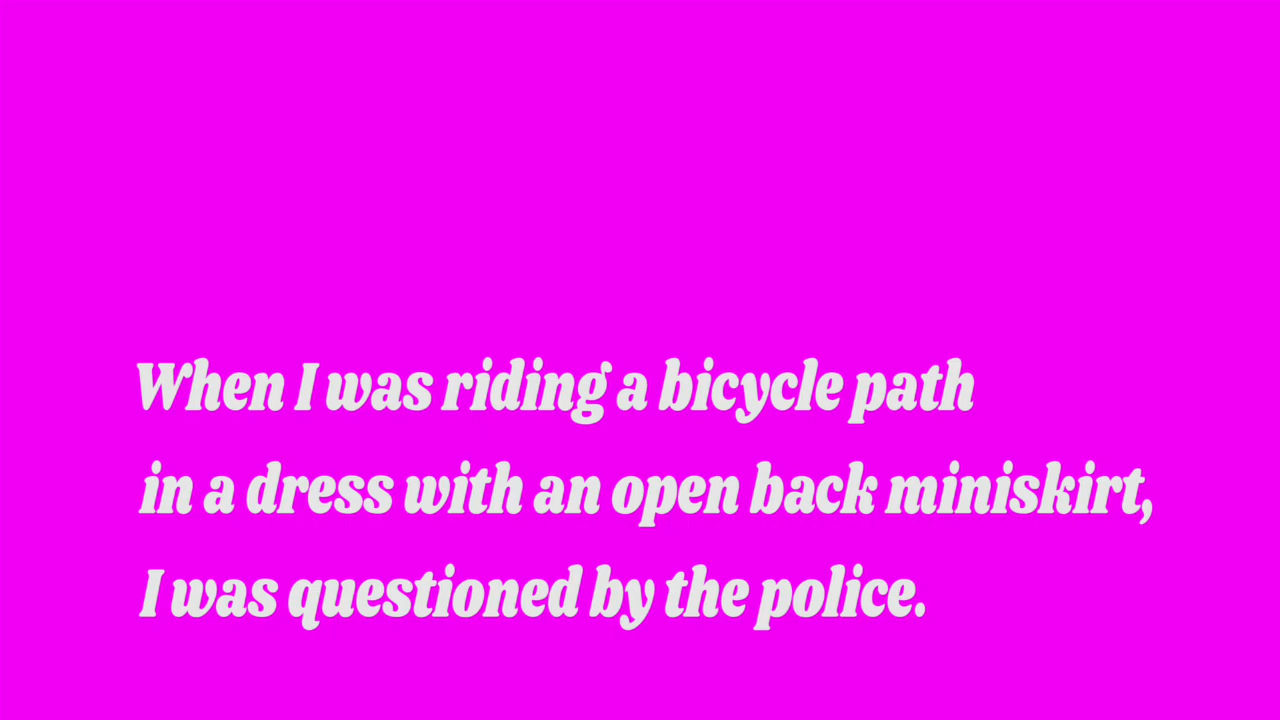 When I was riding a bicycle path
in a dress with an open back miniskirt,
I was questioned by the police.